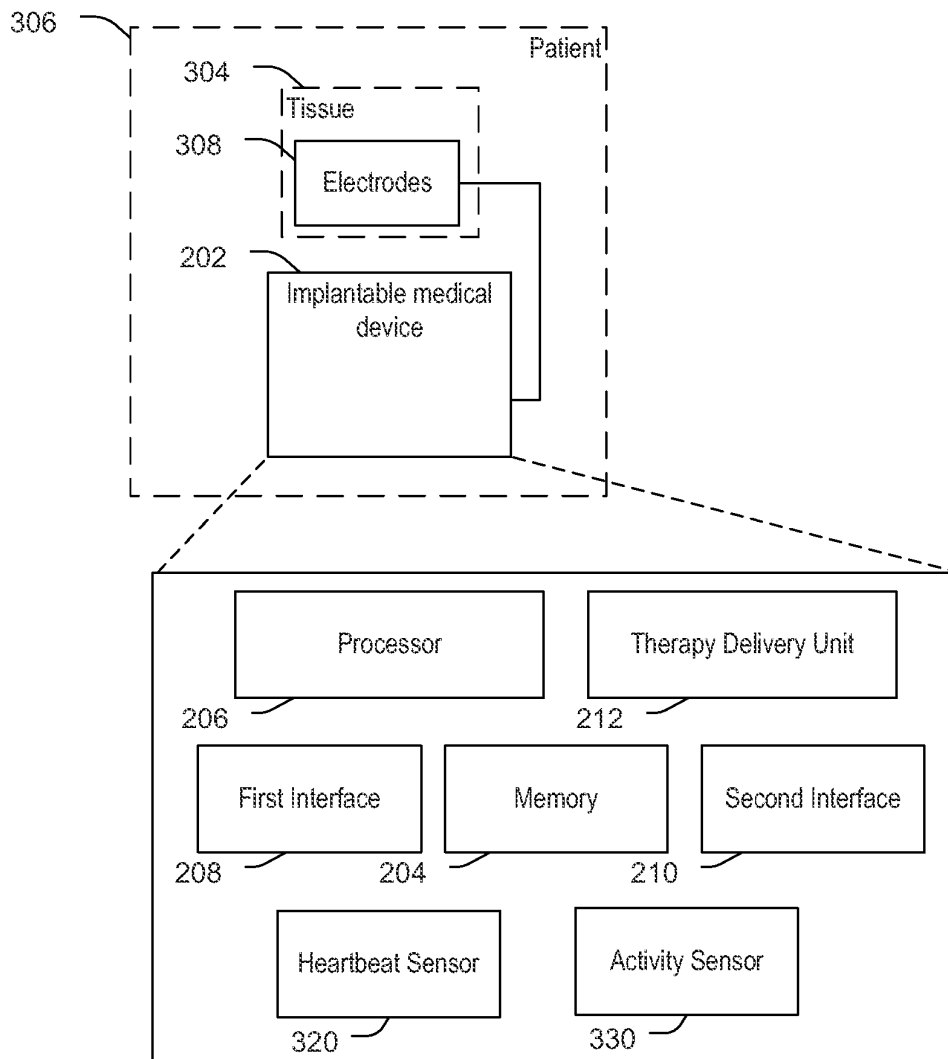 306
Patient
304
Tissue
308
Electrodes
202
Implantable medical
device
Processor
Therapy Delivery Unit
206
212
First Interface
Memory
Second Interface
208
204
210
Heartbeat Sensor
Activity Sensor
320
330